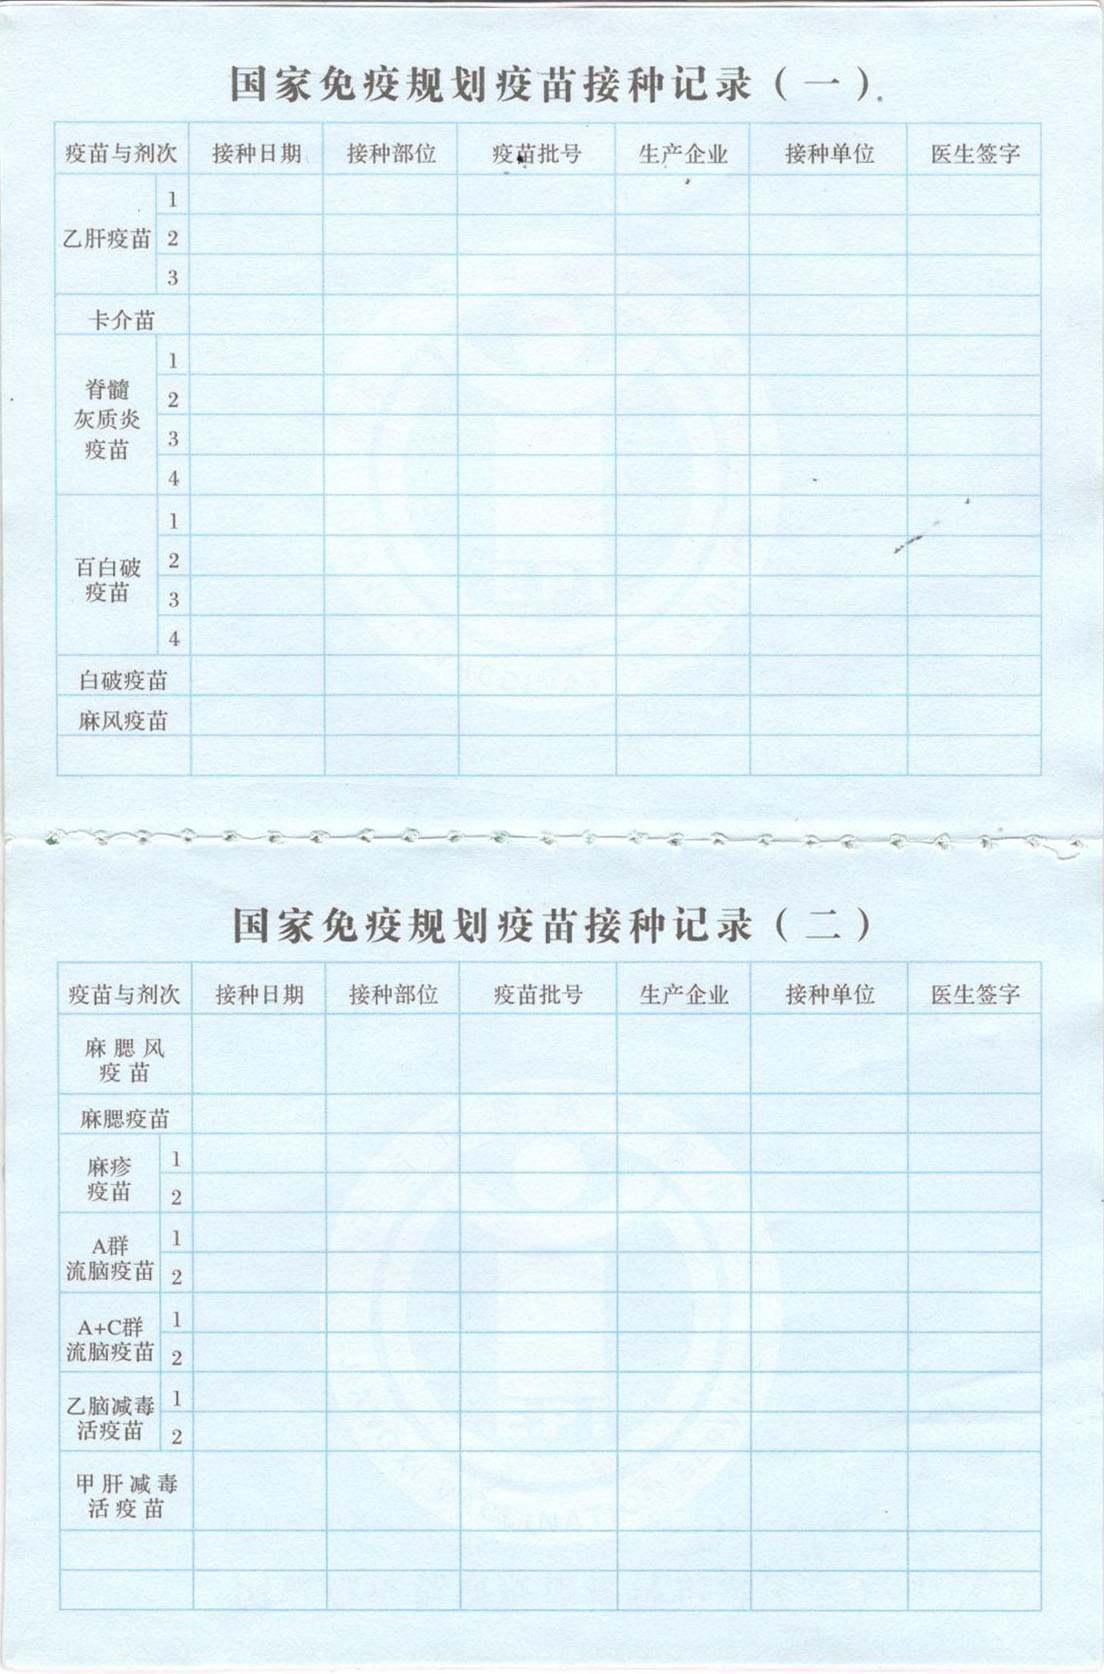 国家免疫规划疫苗接种记录（一）
疫苗与剂次 接种日期 接种部位 疫苗批号 生产企业 接种单位 医生签字
1
乙肝疫苗 2
3
卡介苗
1
脊髓
2
灰质炎
3
疫苗
4
1
2
百白破
疫苗
3
4
白破疫苗
麻风疫苗
国家免疫规划疫苗接种记录（二）
疫苗与剂次 接种日期 接种部位 疫苗批号 生产企业 接种单位 医生签字
麻腮风
疫苗
麻腮疫苗
麻疹 1
疫苗 2
A群 1
流脑疫苗 2
A+C群 1
流脑疫苗 2
乙脑减毒 1
活疫苗 2
甲肝减毒
活疫苗